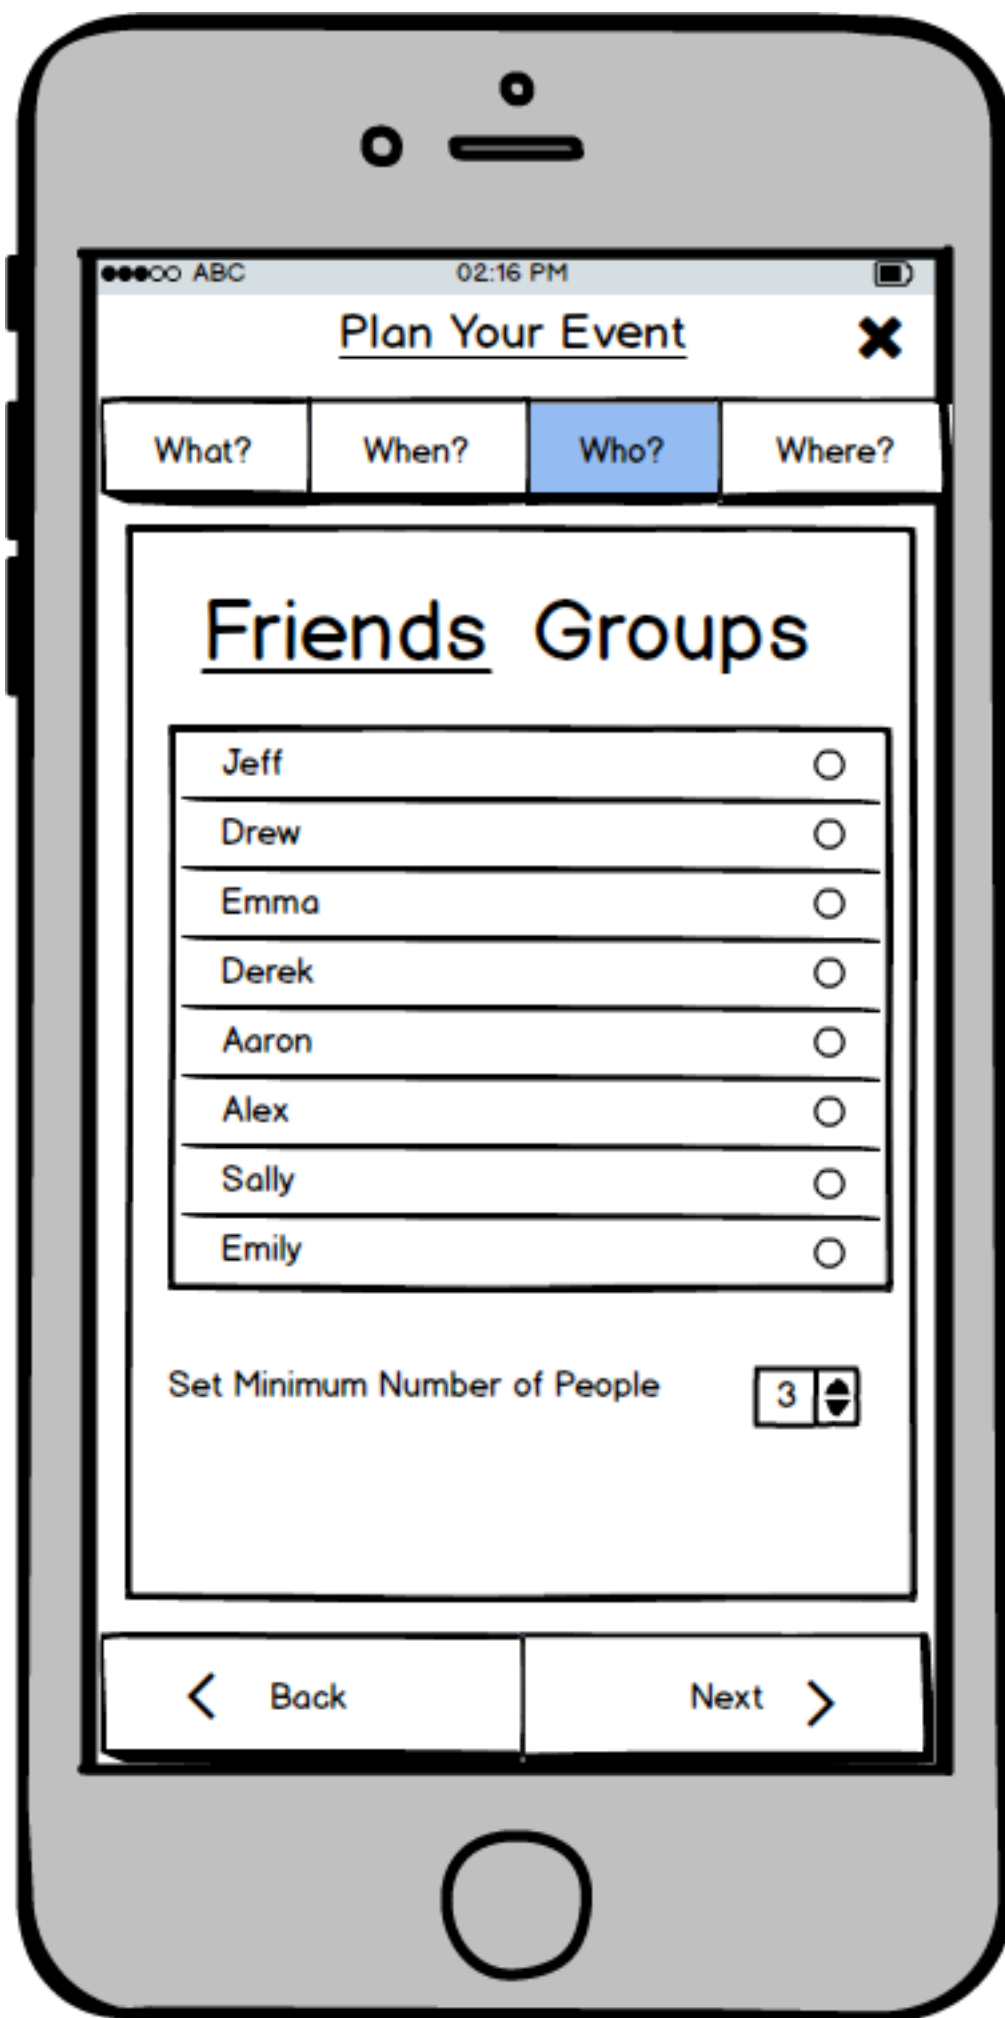 ABC 02:16 PM
Plan Your Event
What? When? Who? Where?
Friends Groups
Jeff
Drew
Emma
Derek
Aaron
Alex
Sally
Emily
Set Minimum Number of People 3
Back Next